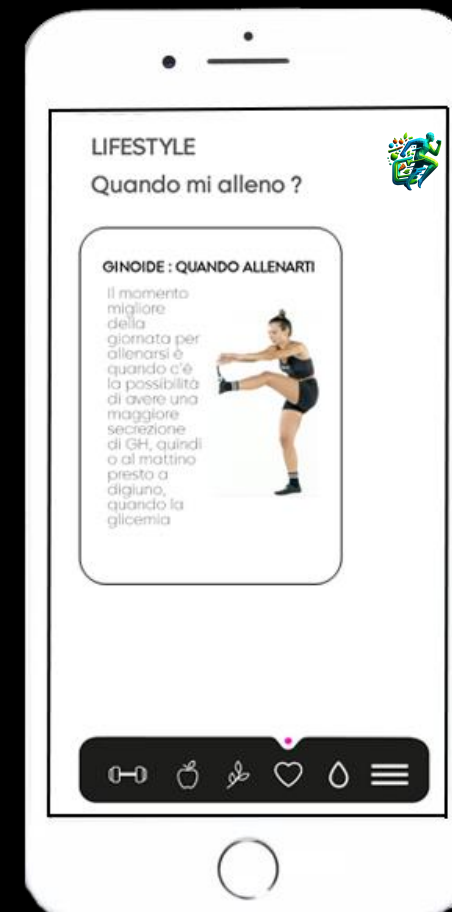 LIFESTYLE
Quando mi alleno ?
GINOIDE : QUANDO ALLENARTI
Il momento
migliore
della
giornata per
allenarsi è
quando c'è
la possibilità
di avere una
maggiore
secrezione
di GH, quindi
o al mattino
presto a
digiuno,
quando la
glicemia